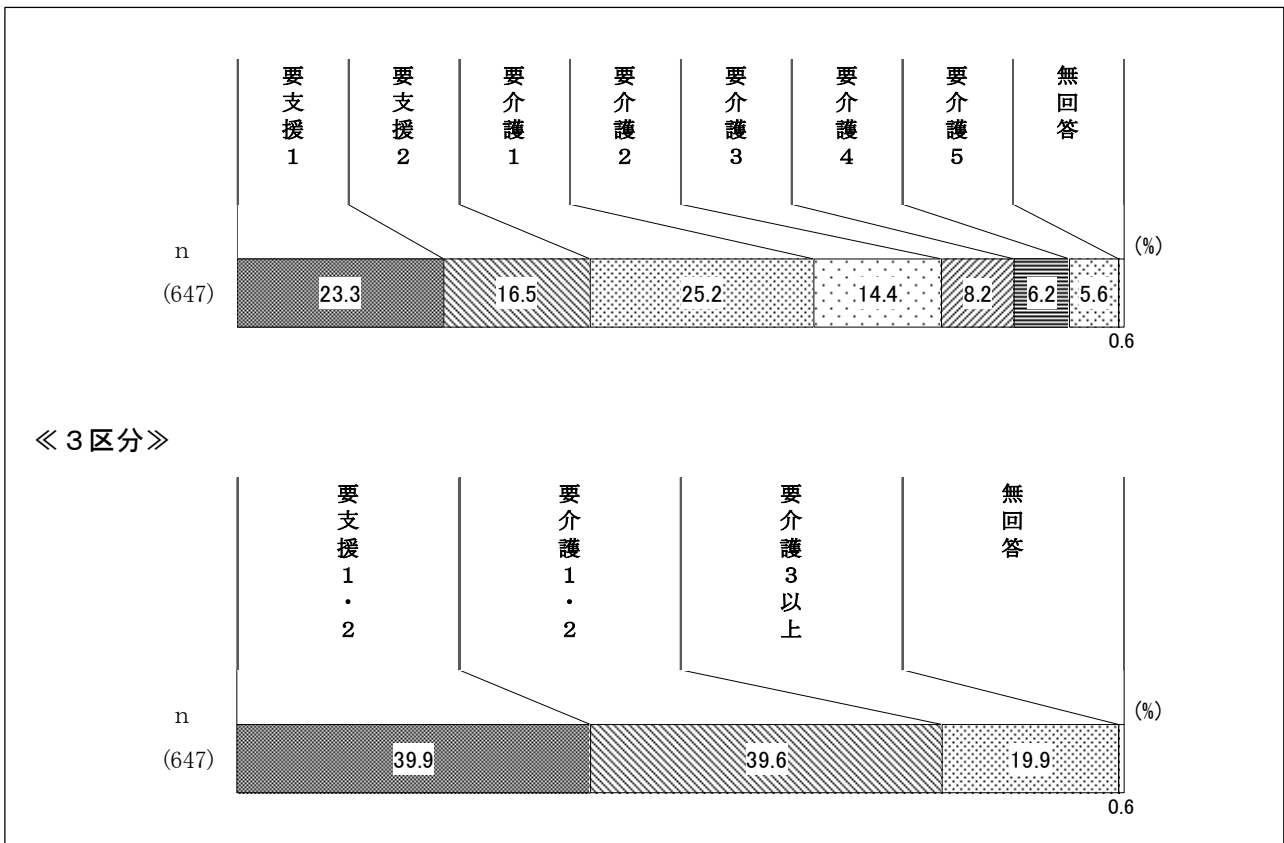 要支援1
要支援2
要介護1
要介護2
要介護3
要介護4
要介護5
無回答
(%)
n
(647)
23.3
16.5
25.2
14.4
8.2
6.2
5.6
0.6
≪3区分≫
要支援1・2
要介護1・2
要介護3以上
無回答
(%)
n
(647)
39.9
39.6
19.9
0.6